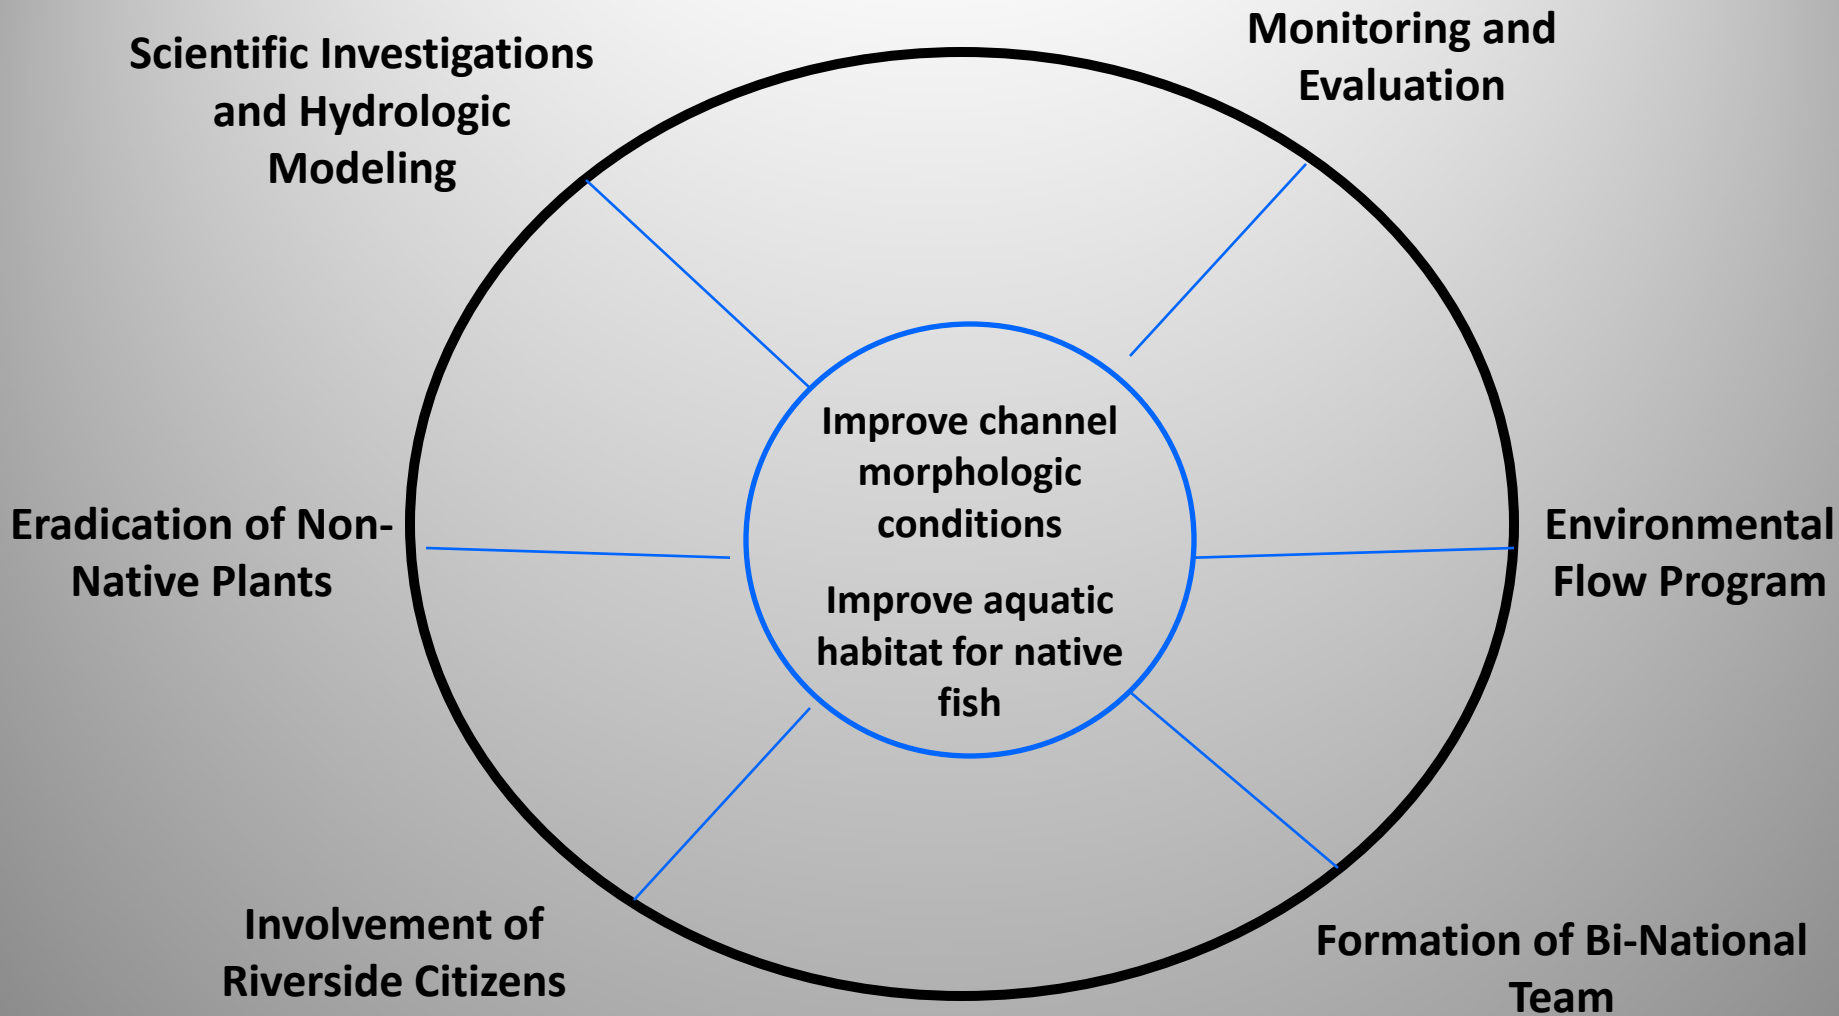 Scientific Investigations
and Hydrologic
Modeling
Monitoring and
Evaluation
Improve channel
morphologic
conditions
Improve aquatic
habitat for native
fish
Eradication of Non-
Native Plants
Environmental
Flow Program
Involvement of
Riverside Citizens
Formation of Bi-National
Team